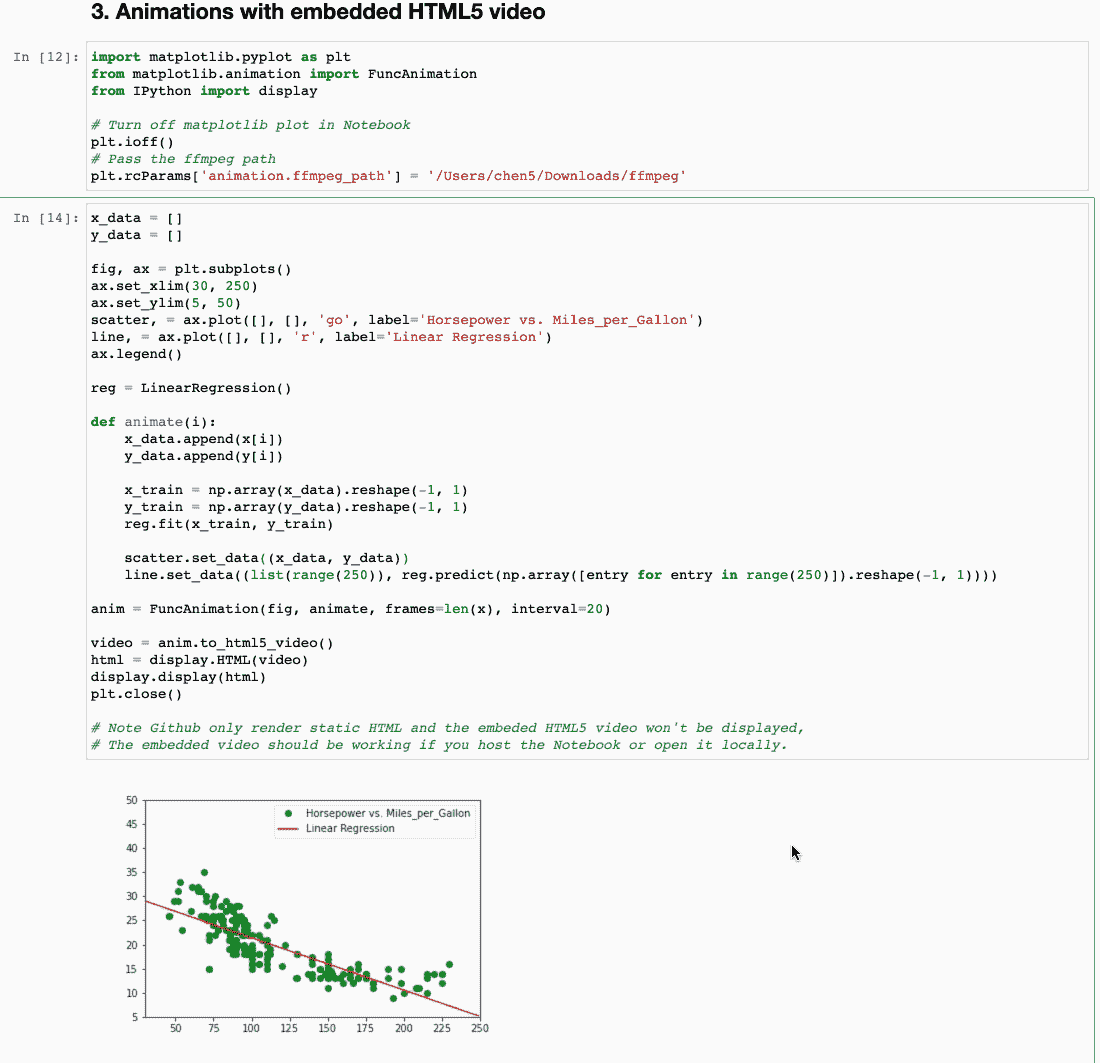 3. Animations with embedded HTML5 video
In [12]: import matplotlib.pyplot as plt
from matplotlib.animation import FuncAnimation
from IPython import display
# Turn off matplotlib plot in Notebook
plt.ioff()
# Pass the ffmpeg path
plt.rcParams['animation.ffmpeg_path'] = '/Users/chen5/Downloads/ffmpeg'
In [14]: x_data = []
y_data = []
fig, ax = plt.subplots()
ax.set_xlim(30, 250)
ax.set_ylim(5, 50)
scatter, = ax.plot([], [], 'go', label='Horsepower vs. Miles_per_Gallon')
line, = ax.plot([], [], 'r', label='Linear Regression')
ax.legend()
reg = LinearRegression()
def animate(i):
    x_data.append(x[i])
    y_data.append(y[i])
    x_train = np.array(x_data).reshape(-1, 1)
    y_train = np.array(y_data).reshape(-1, 1)
    reg.fit(x_train, y_train)
    scatter.set_data((x_data, y_data))
    line.set_data((list(range(250)), reg.predict(np.array([entry for entry in range(250)]).reshape(-1, 1))))
anim = FuncAnimation(fig, animate, frames=len(x), interval=20)
video = anim.to_html5_video()
html = display.HTML(video)
display.display(html)
plt.close()
# Note Github only render static HTML and the embeded HTML5 video won't be displayed,
# The embedded video should be working if you host the Notebook or open it locally.
50
Horsepower vs. Miles_per_Gallon
45
Linear Regression
40
35
30
25
20
15
10
5
50 75 100 125 150 175 200 225 250